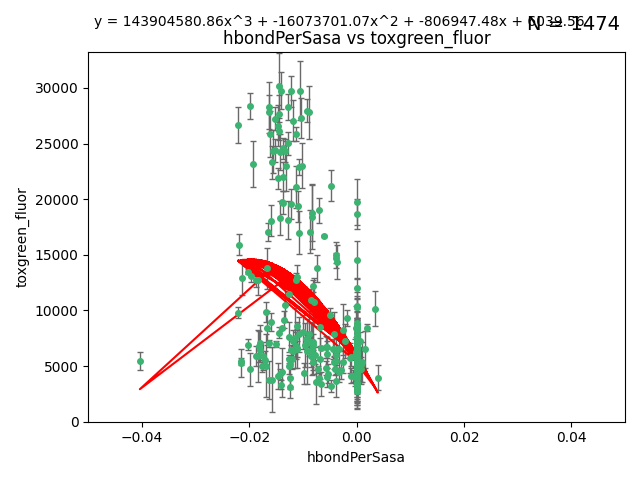 y = 143904580.86x^3 + -16073701.07x^2 + -806947.48x + 6039.56
N = 1474
hbondPerSasa vs toxgreen_fluor
toxgreen_fluor
30000
25000
20000
15000
10000
5000
0
−0.04
−0.02
0.00
0.02
0.04
hbondPerSasa